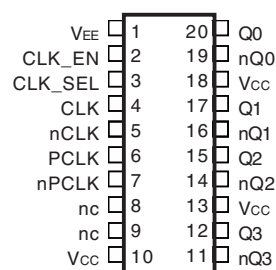 VEE 1 20 Q0
CLK_EN 2 19 nQ0
CLK_SEL 3 18 VCC
CLK 4 17 Q1
nCLK 5 16 nQ1
PCLK 6 15 Q2
nPCLK 7 14 nQ2
nc 8 13 VCC
nc 9 12 Q3
VCC 10 11 nQ3